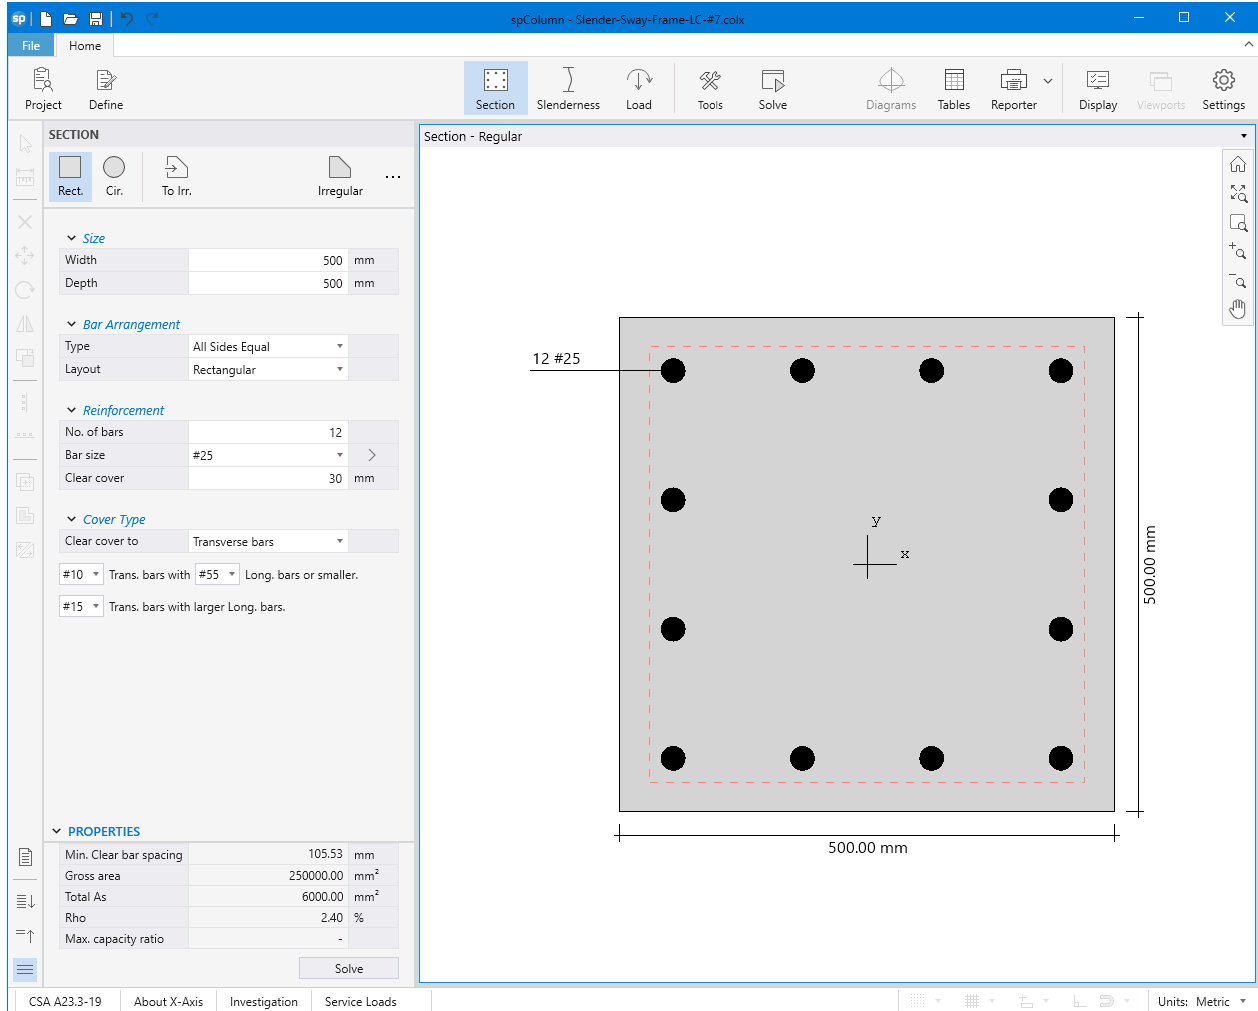 sp
spColumn - Slender-Sway-Frame-LC-#7.colx
File Home
Project Define Section Slenderness Load Tools Solve Diagrams Tables Reporter Display Viewports Settings
SECTION
Rect. Cir. To Irr. Irregular ...
Size
Width 500 mm
Depth 500 mm
Bar Arrangement
Type All Sides Equal
Layout Rectangular
Reinforcement
No. of bars 12
Bar size #25
Clear cover 30 mm
Cover Type
Clear cover to Transverse bars
#10 Trans. bars with #55 Long. bars or smaller.
#15 Trans. bars with larger Long. bars.
PROPERTIES
Min. Clear bar spacing 105.53 mm
Gross area 250000.00 mm²
Total As 6000.00 mm²
Rho 2.40 %
Max. capacity ratio -
Solve
Section - Regular
12 #25
y
x
500.00 mm
500.00 mm
CSA A23.3-19 About X-Axis Investigation Service Loads Units: Metric